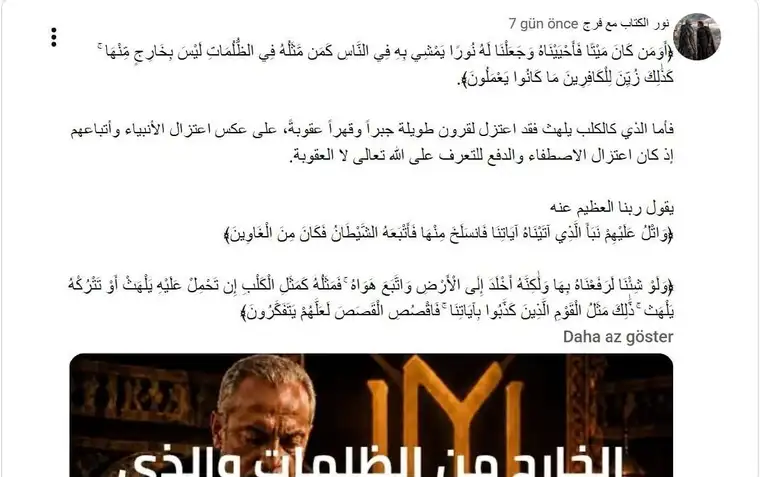 نور الكتاب مع فرج 7 gün önce
﴿أَوَمَن كَانَ مَيْتًا فَأَحْيَيْنَاهُ وَجَعَلْنَا لَهُ نُورًا يَمْشِي بِهِ فِي النَّاسِ كَمَن مَّثَلُهُ فِي الظُّلُمَاتِ لَيْسَ بِخَارِجٍ مِّنْهَا ۚ
كَذَٰلِكَ زُيِّنَ لِلْكَافِرِينَ مَا كَانُوا يَعْمَلُونَ﴾.
فأما الذي كالكلب يلهث فقد اعتزل لقرون طويلة جبراً وقهراً عقوبةً، على عكس اعتزال الأنبياء وأتباعهم
إذ كان اعتزال الاصطفاء والدفع للتعرف على الله تعالى لا العقوبة.
يقول ربنا العظيم عنه
﴿وَاتْلُ عَلَيْهِمْ نَبَأَ الَّذِي آتَيْنَاهُ آيَاتِنَا فَانسَلَخَ مِنْهَا فَأَتْبَعَهُ الشَّيْطَانُ فَكَانَ مِنَ الْغَاوِينَ﴾
﴿وَلَوْ شِئْنَا لَرَفَعْنَاهُ بِهَا وَلَٰكِنَّهُ أَخْلَدَ إِلَى الْأَرْضِ وَاتَّبَعَ هَوَاهُ ۚ فَمَثَلُهُ كَمَثَلِ الْكَلْبِ إِن تَحْمِلْ عَلَيْهِ يَلْهَثْ أَوْ تَتْرُكْهُ
يَلْهَث ۚ ذَّٰلِكَ مَثَلُ الْقَوْمِ الَّذِينَ كَذَّبُوا بِآيَاتِنَا ۚ فَاقْصُصِ الْقَصَصَ لَعَلَّهُمْ يَتَفَكَّرُونَ﴾
Daha az göster
الخارج من الظلمات والذي